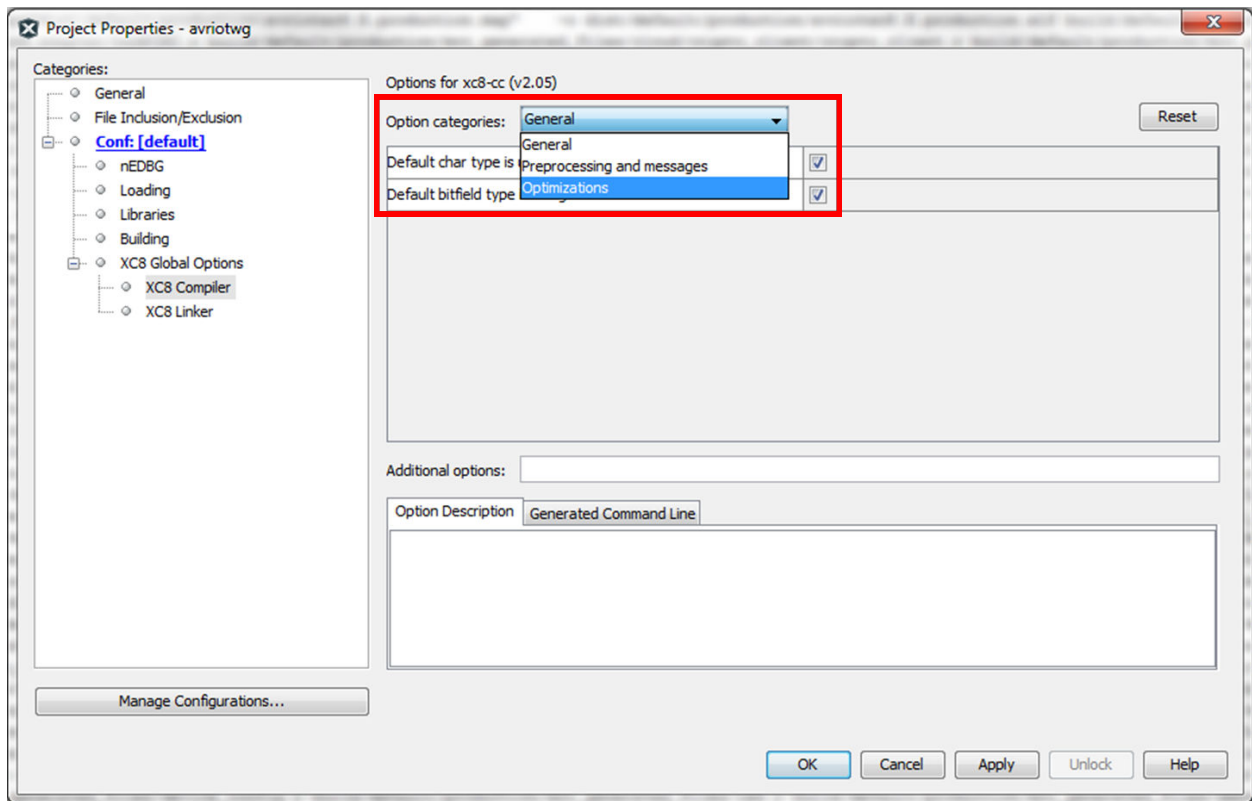 Project Properties - avriotwg
Categories:
General
File Inclusion/Exclusion
Conf: [default]
nEDBG
Loading
Libraries
Building
XC8 Global Options
XC8 Compiler
XC8 Linker
Manage Configurations...
Options for xc8-cc (v2.05)
Option categories: General
Reset
General
Preprocessing and messages
Optimizations
Default char type is
Default bitfield type
Additional options:
Option Description Generated Command Line
OK Cancel Apply Unlock Help